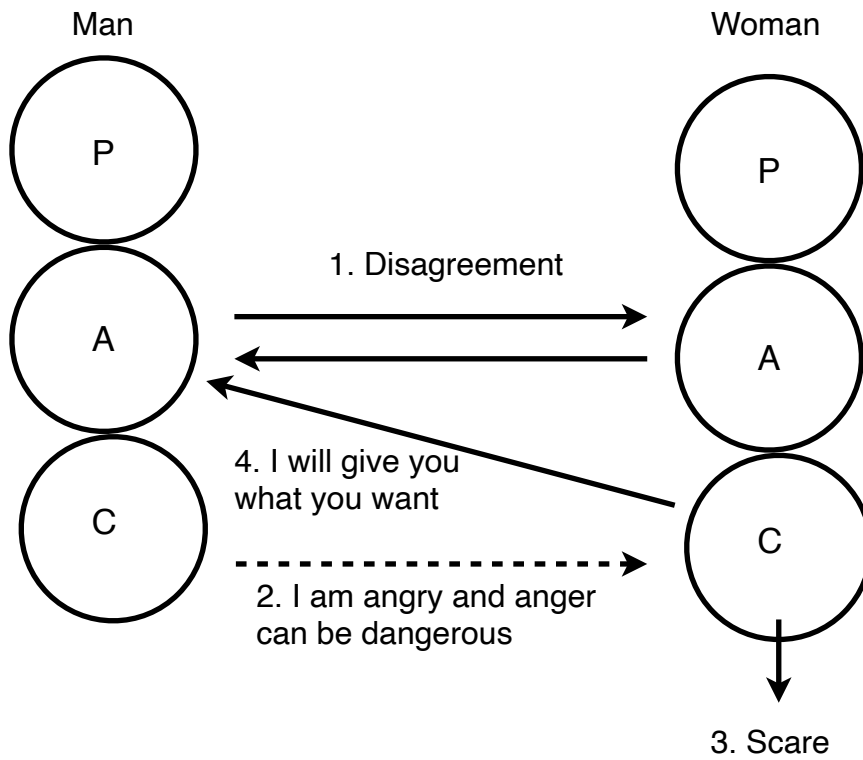 Man
Woman
P
P
1. Disagreement
A
A
4. I will give you
what you want
C
C
2. I am angry and anger
can be dangerous
3. Scare